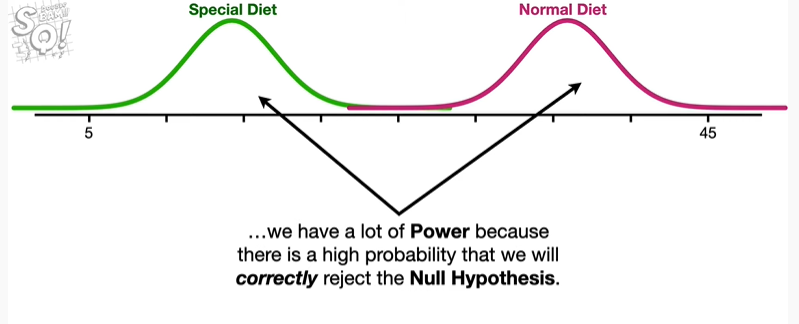 Special Diet
Normal Diet
5
45
…we have a lot of Power because
there is a high probability that we will
correctly reject the Null Hypothesis.